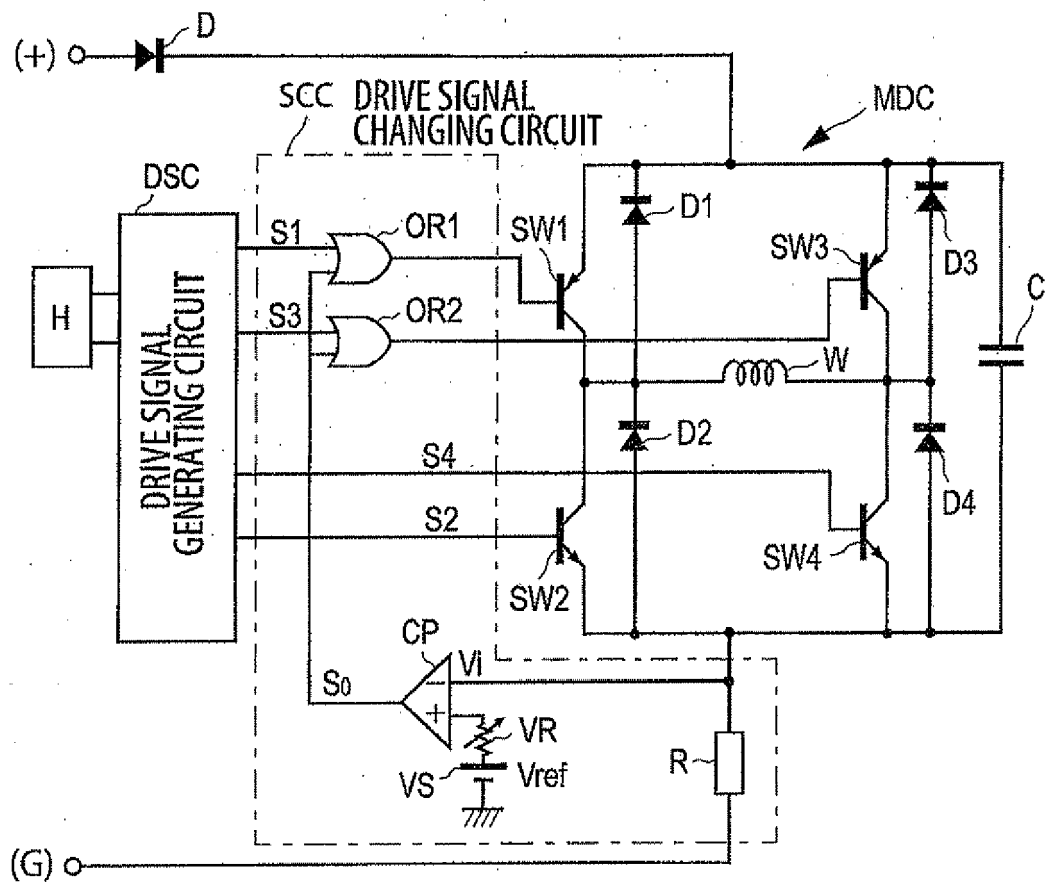 (+)
D
SCC DRIVE SIGNAL
CHANGING CIRCUIT
MDC
DSC
S1
OR1
SW1
D1
SW3
D3
H
S3
OR2
C
W
DRIVE SIGNAL
GENERATING CIRCUIT
D2
S4
D4
S2
SW2
SW4
CP
Vi
S0
−
+
VR
VS
Vref
R
(G)